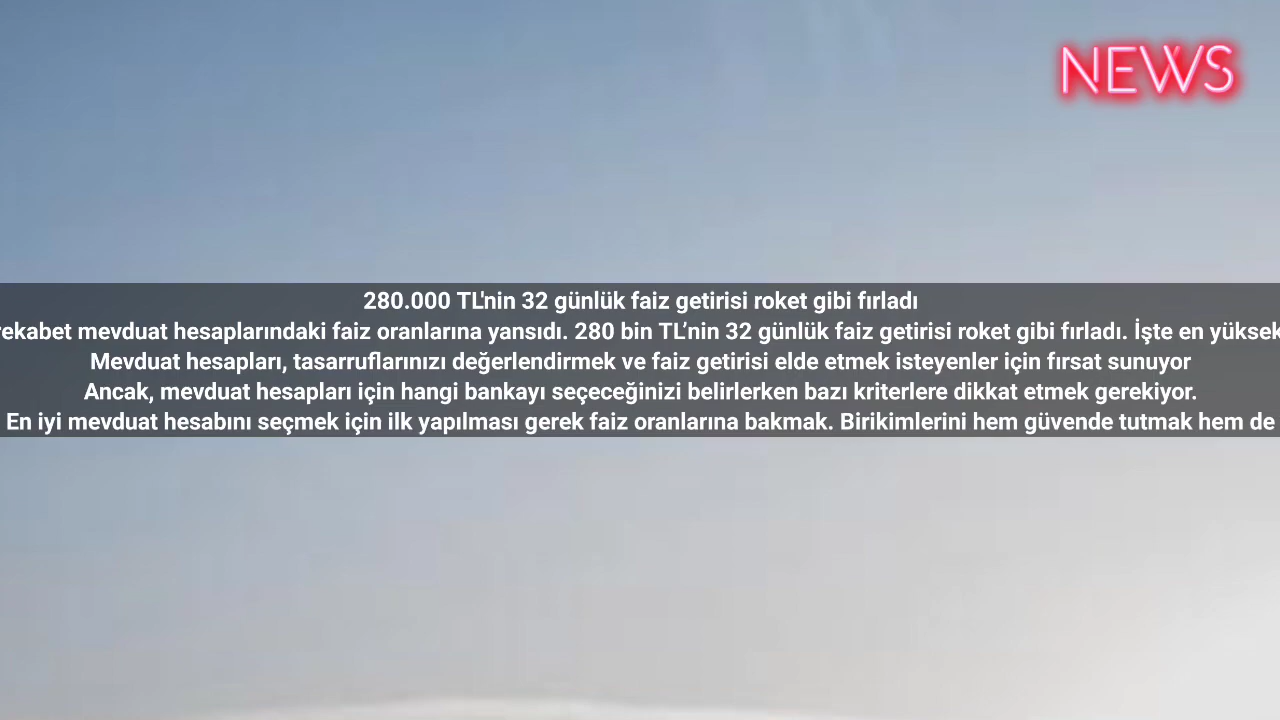 NEWS
280.000 TL'nin 32 günlük faiz getirisi roket gibi fırladı
rekabet mevduat hesaplarındaki faiz oranlarına yansıdı. 280 bin TL’nin 32 günlük faiz getirisi roket gibi fırladı. İşte en yüksek
Mevduat hesapları, tasarruflarınızı değerlendirmek ve faiz getirisi elde etmek isteyenler için fırsat sunuyor
Ancak, mevduat hesapları için hangi bankayı seçeceğinizi belirlerken bazı kriterlere dikkat etmek gerekiyor.
En iyi mevduat hesabını seçmek için ilk yapılması gerek faiz oranlarına bakmak. Birikimlerini hem güvende tutmak hem de